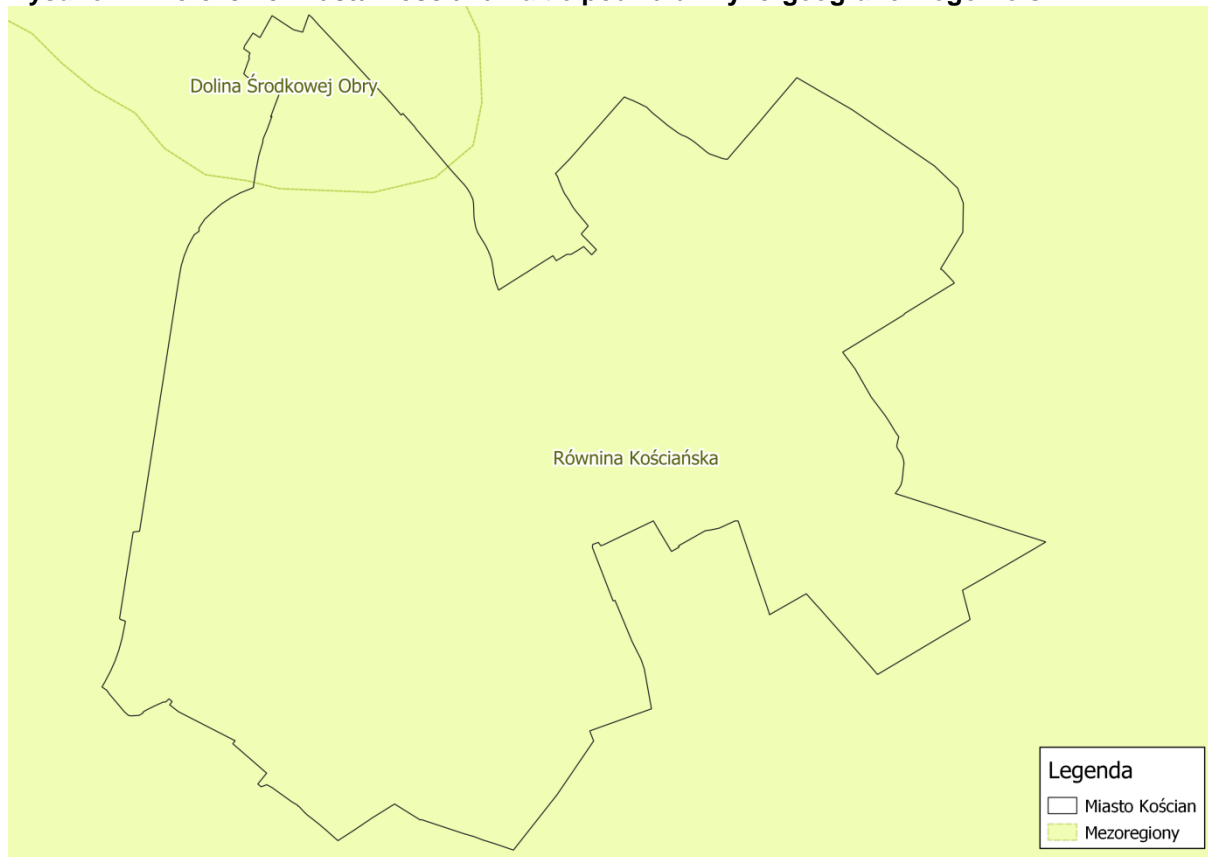 Dolina Środkowej Obry
Równina Kościańska
Legenda
Miasto Kościan
Mezoregiony